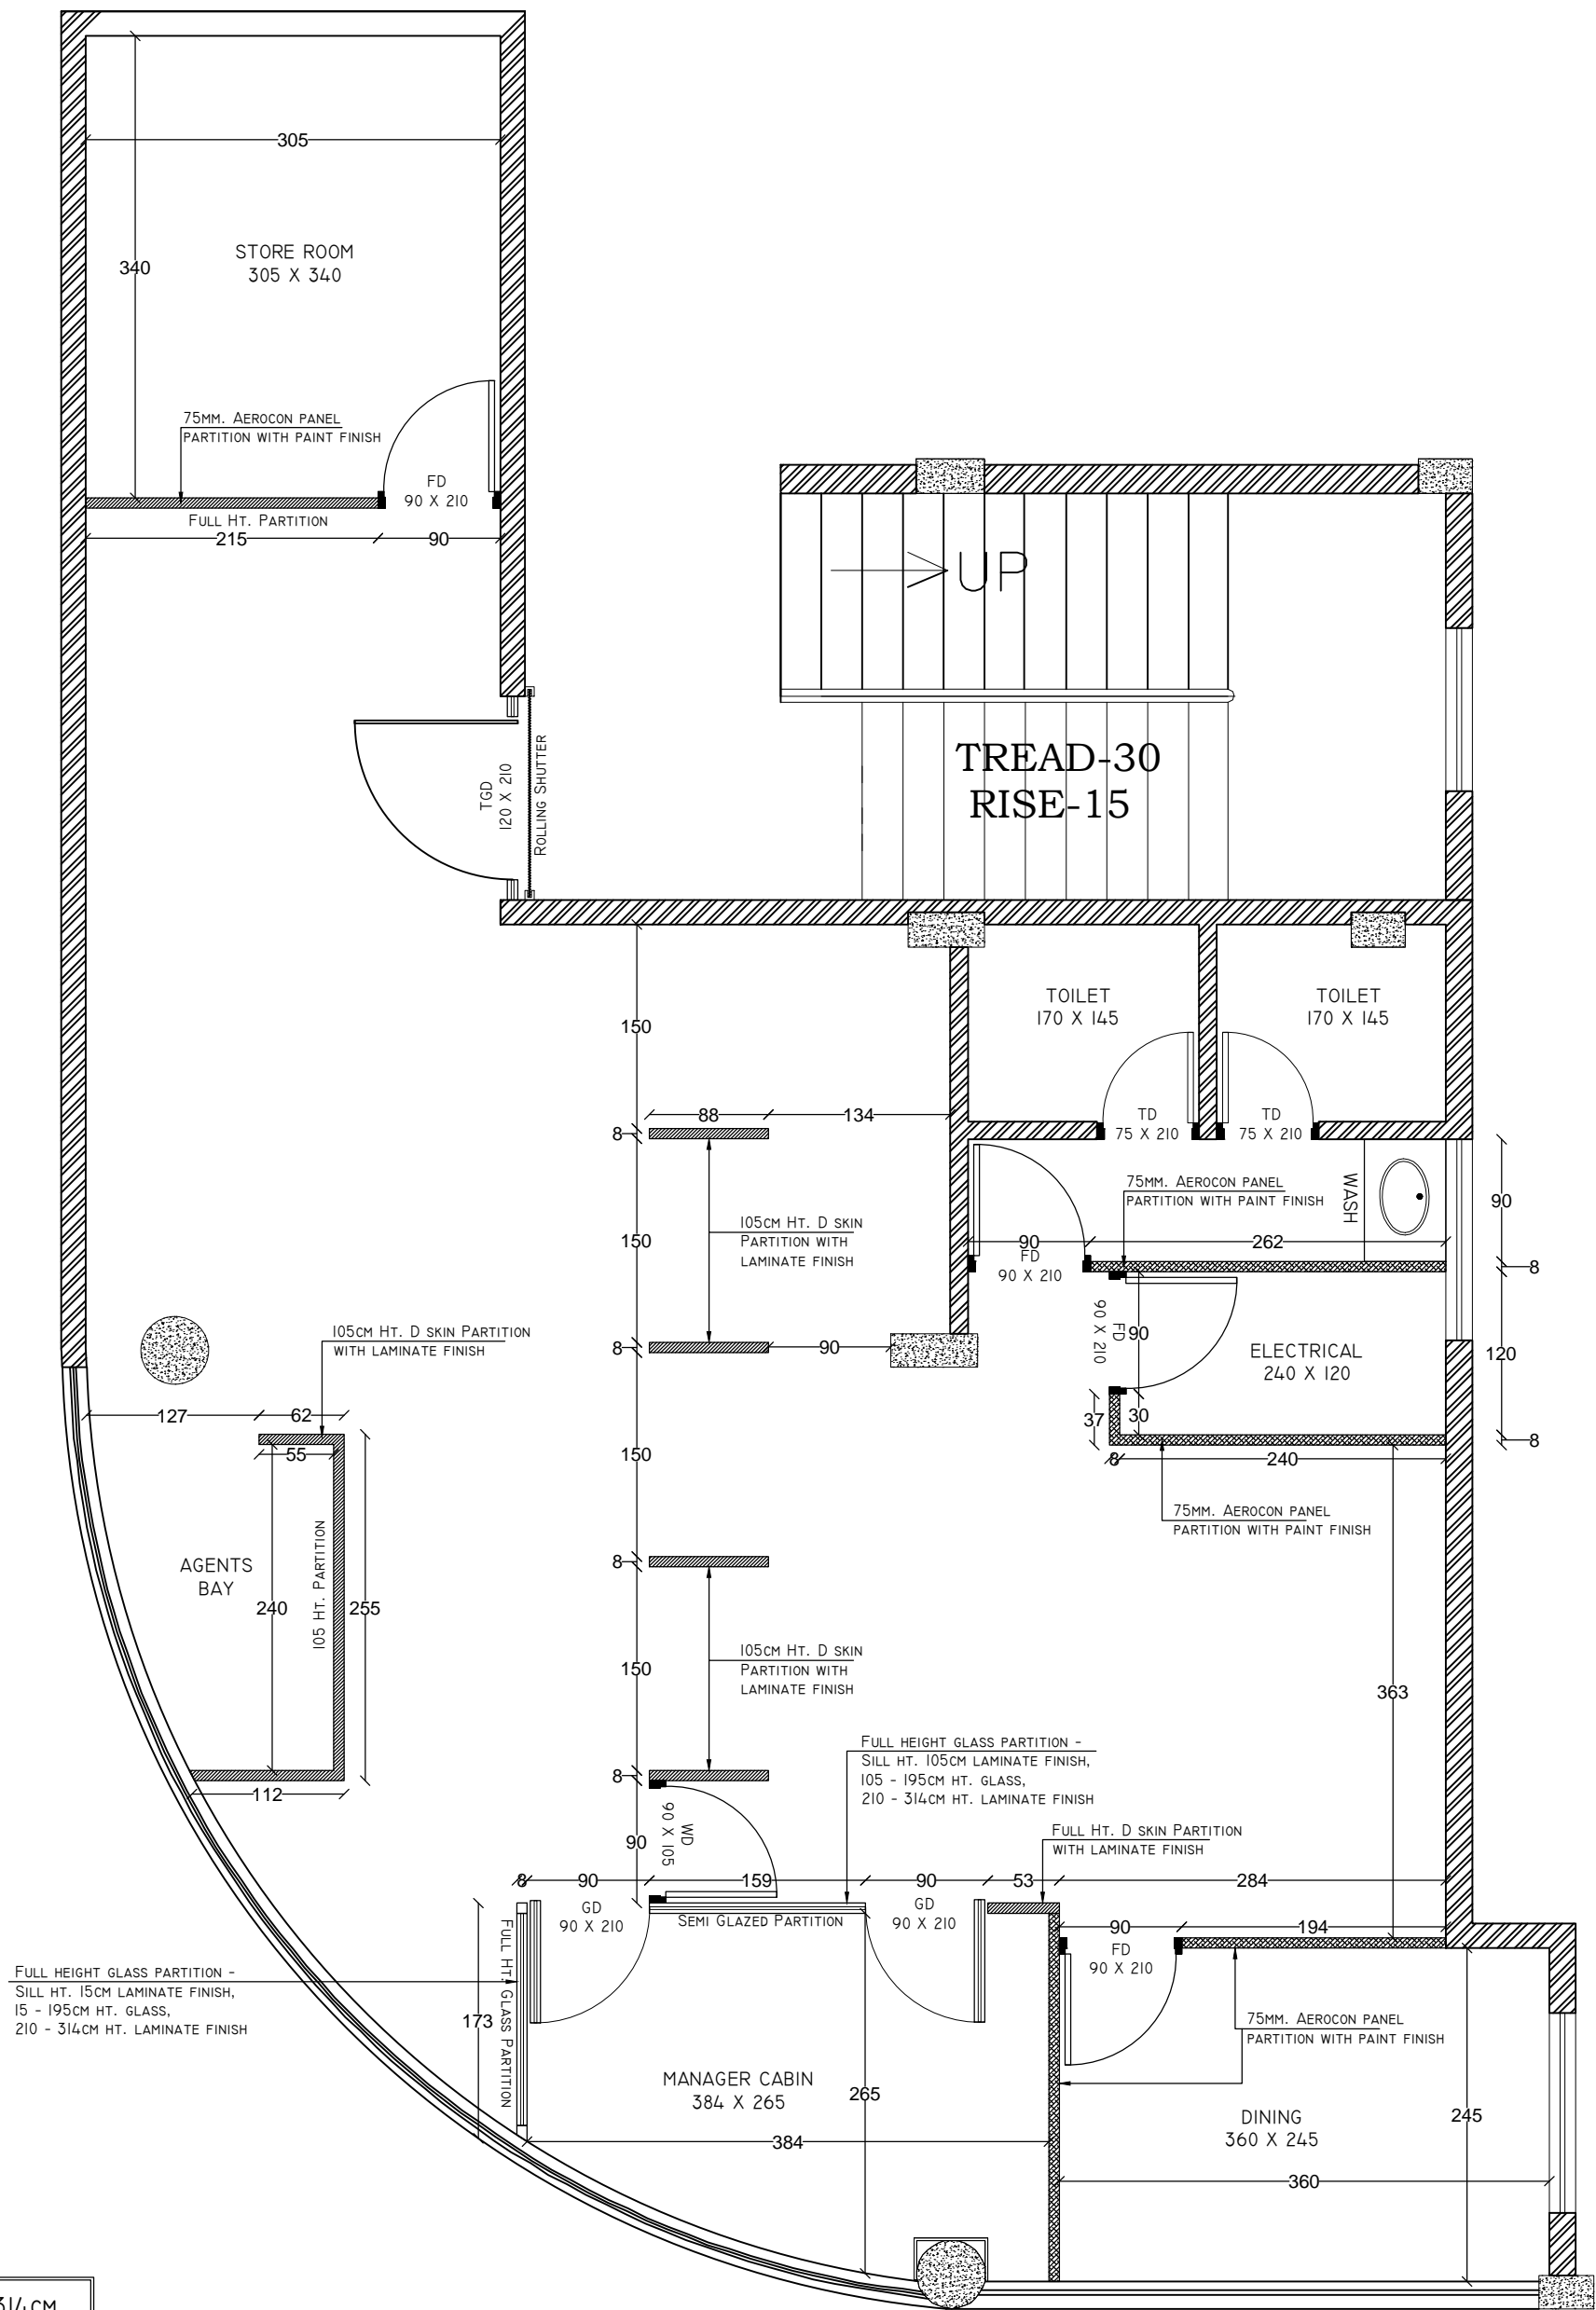 305
340
STORE ROOM
305 X 340
75MM. AEROCON PANEL
PARTITION WITH PAINT FINISH
FD
90 X 210
FULL HT. PARTITION
215
90
UP
TREAD-30
RISE-15
TGD
120 X 210
ROLLING SHUTTER
TOILET
170 X 145
TOILET
170 X 145
150
88
134
8
TD
75 X 210
TD
75 X 210
75MM. AEROCON PANEL
PARTITION WITH PAINT FINISH
WASH
90
105CM HT. D SKIN
PARTITION WITH
LAMINATE FINISH
150
90
262
FD
90 X 210
8
FD
90 X 210
90
ELECTRICAL
240 X 120
120
105CM HT. D SKIN PARTITION
WITH LAMINATE FINISH
8
90
127
62
37
30
55
150
8
240
8
75MM. AEROCON PANEL
PARTITION WITH PAINT FINISH
AGENTS
BAY
240
105 HT. PARTITION
255
8
105CM HT. D SKIN
PARTITION WITH
LAMINATE FINISH
150
363
FULL HEIGHT GLASS PARTITION -
SILL HT. 105CM LAMINATE FINISH,
105 - 195CM HT. GLASS,
210 - 314CM HT. LAMINATE FINISH
8
112
WD
90 X 105
90
FULL HT. D SKIN PARTITION
WITH LAMINATE FINISH
8
90
159
90
53
284
GD
90 X 210
SEMI GLAZED PARTITION
GD
90 X 210
90
194
FD
90 X 210
FULL HEIGHT GLASS PARTITION -
SILL HT. 15CM LAMINATE FINISH,
15 - 195CM HT. GLASS,
210 - 314CM HT. LAMINATE FINISH
FULL HT. GLASS PARTITION
173
75MM. AEROCON PANEL
PARTITION WITH PAINT FINISH
MANAGER CABIN
384 X 265
265
384
DINING
360 X 245
245
360
314CM